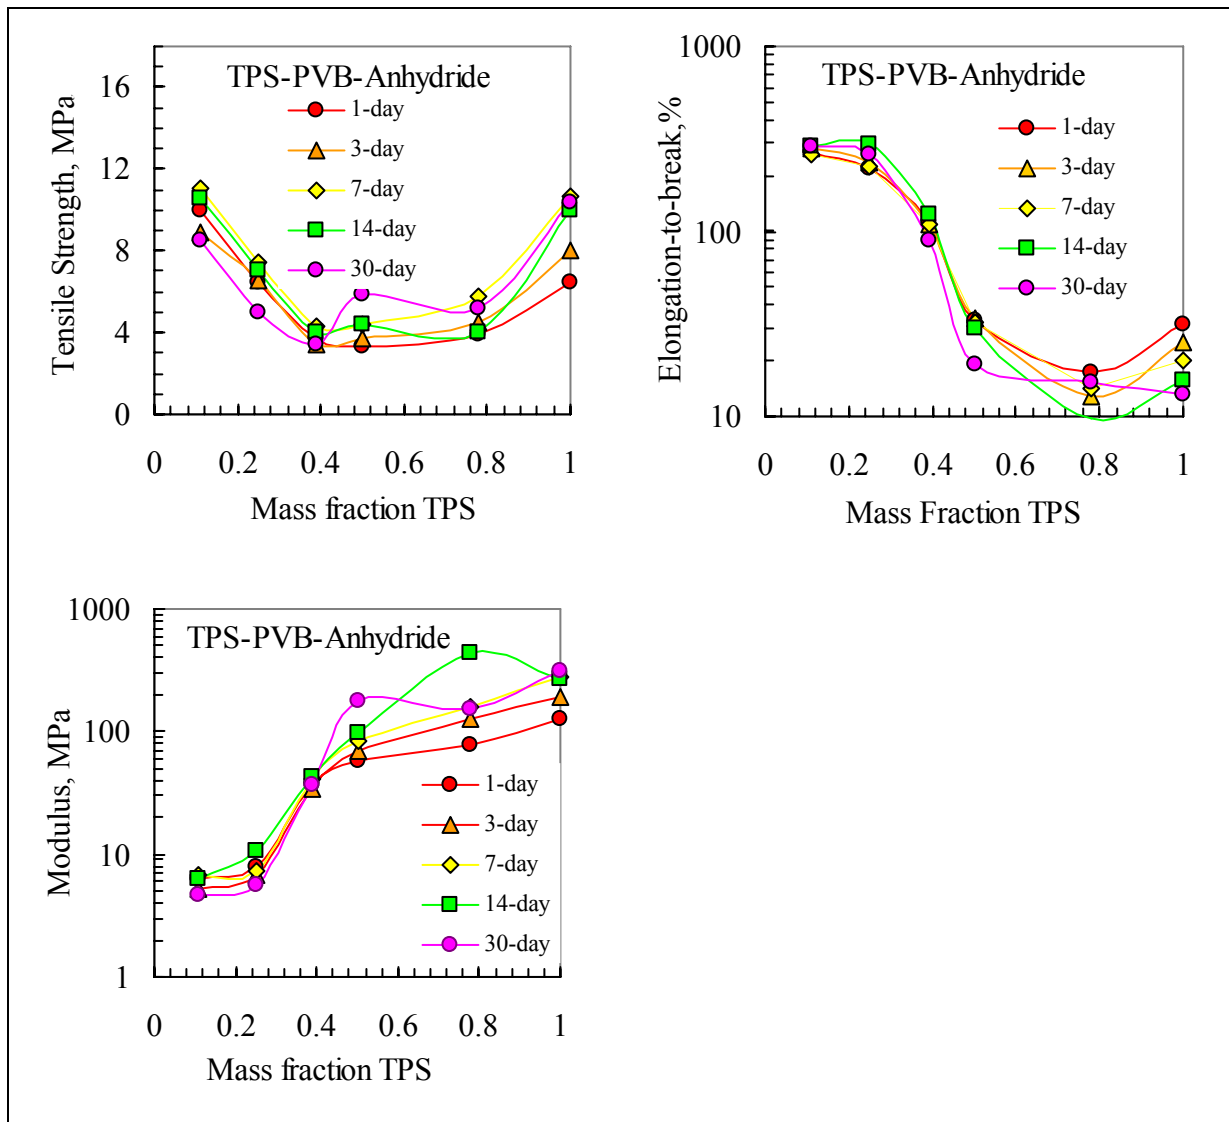 TPS-PVB-Anhydride
1-day
3-day
7-day
14-day
30-day
Tensile Strength, MPa
16
12
8
4
0
0 0.2 0.4 0.6 0.8 1
Mass fraction TPS
TPS-PVB-Anhydride
1-day
3-day
7-day
14-day
30-day
Elongation-to-break,%
1000
100
10
0 0.2 0.4 0.6 0.8 1
Mass Fraction TPS
TPS-PVB-Anhydride
1-day
3-day
7-day
14-day
30-day
Modulus, MPa
1000
100
10
1
0 0.2 0.4 0.6 0.8 1
Mass fraction TPS